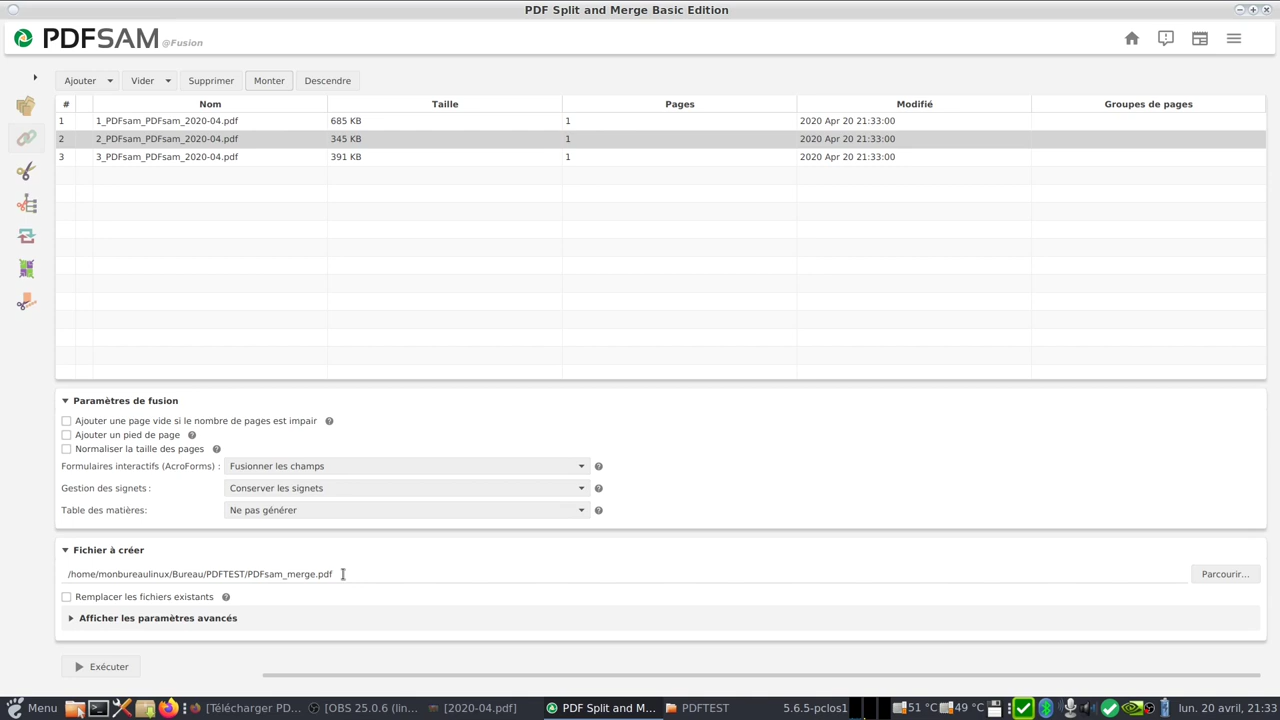 PDF Split and Merge Basic Edition
PDFSAM @Fusion
Ajouter Vider Supprimer Monter Descendre
# Nom Taille Pages Modifié Groupes de pages
1 1_PDFsam_PDFsam_2020-04.pdf 685 KB 1 2020 Apr 20 21:33:00
2 2_PDFsam_PDFsam_2020-04.pdf 345 KB 1 2020 Apr 20 21:33:00
3 3_PDFsam_PDFsam_2020-04.pdf 391 KB 1 2020 Apr 20 21:33:00
Paramètres de fusion
Ajouter une page vide si le nombre de pages est impair
Ajouter un pied de page
Normaliser la taille des pages
Formulaires interactifs (AcroForms) : Fusionner les champs
Gestion des signets : Conserver les signets
Table des matières: Ne pas générer
Fichier à créer
/home/monbureaulinux/Bureau/PDFTEST/PDFsam_merge.pdf Parcourir...
Remplacer les fichiers existants
Afficher les paramètres avancés
Exécuter
Menu [Télécharger PD... [OBS 25.0.6 (lin... [2020-04.pdf] PDF Split and M... PDFTEST 5.6.5-pclos1 51 °C 49 °C lun. 20 avril, 21:33